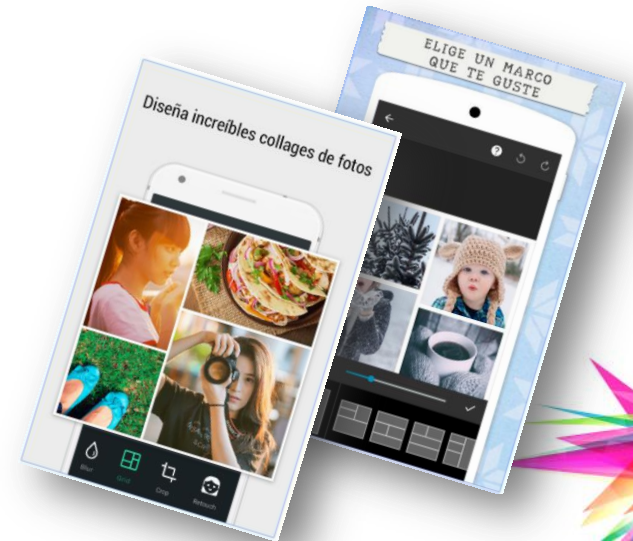 Diseña increíbles collages de fotos
Blur
Grid
Crop
Retouch
ELIGE UN MARCO
QUE TE GUSTE
?